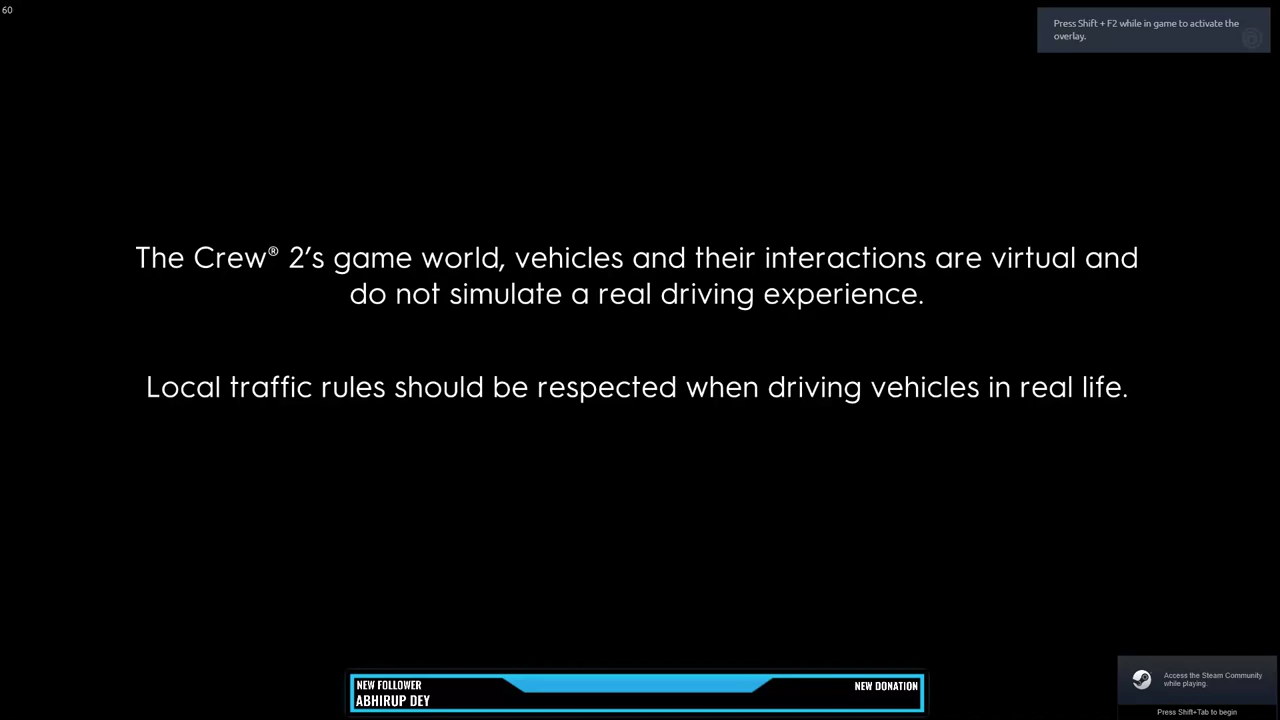 60
Press Shift + F2 while in game to activate the
overlay.
The Crew® 2’s game world, vehicles and their interactions are virtual and
do not simulate a real driving experience.
Local traffic rules should be respected when driving vehicles in real life.
NEW FOLLOWER
ABHIRUP DEY
NEW DONATION
Access the Steam Community
while playing.
Press Shift+Tab to begin